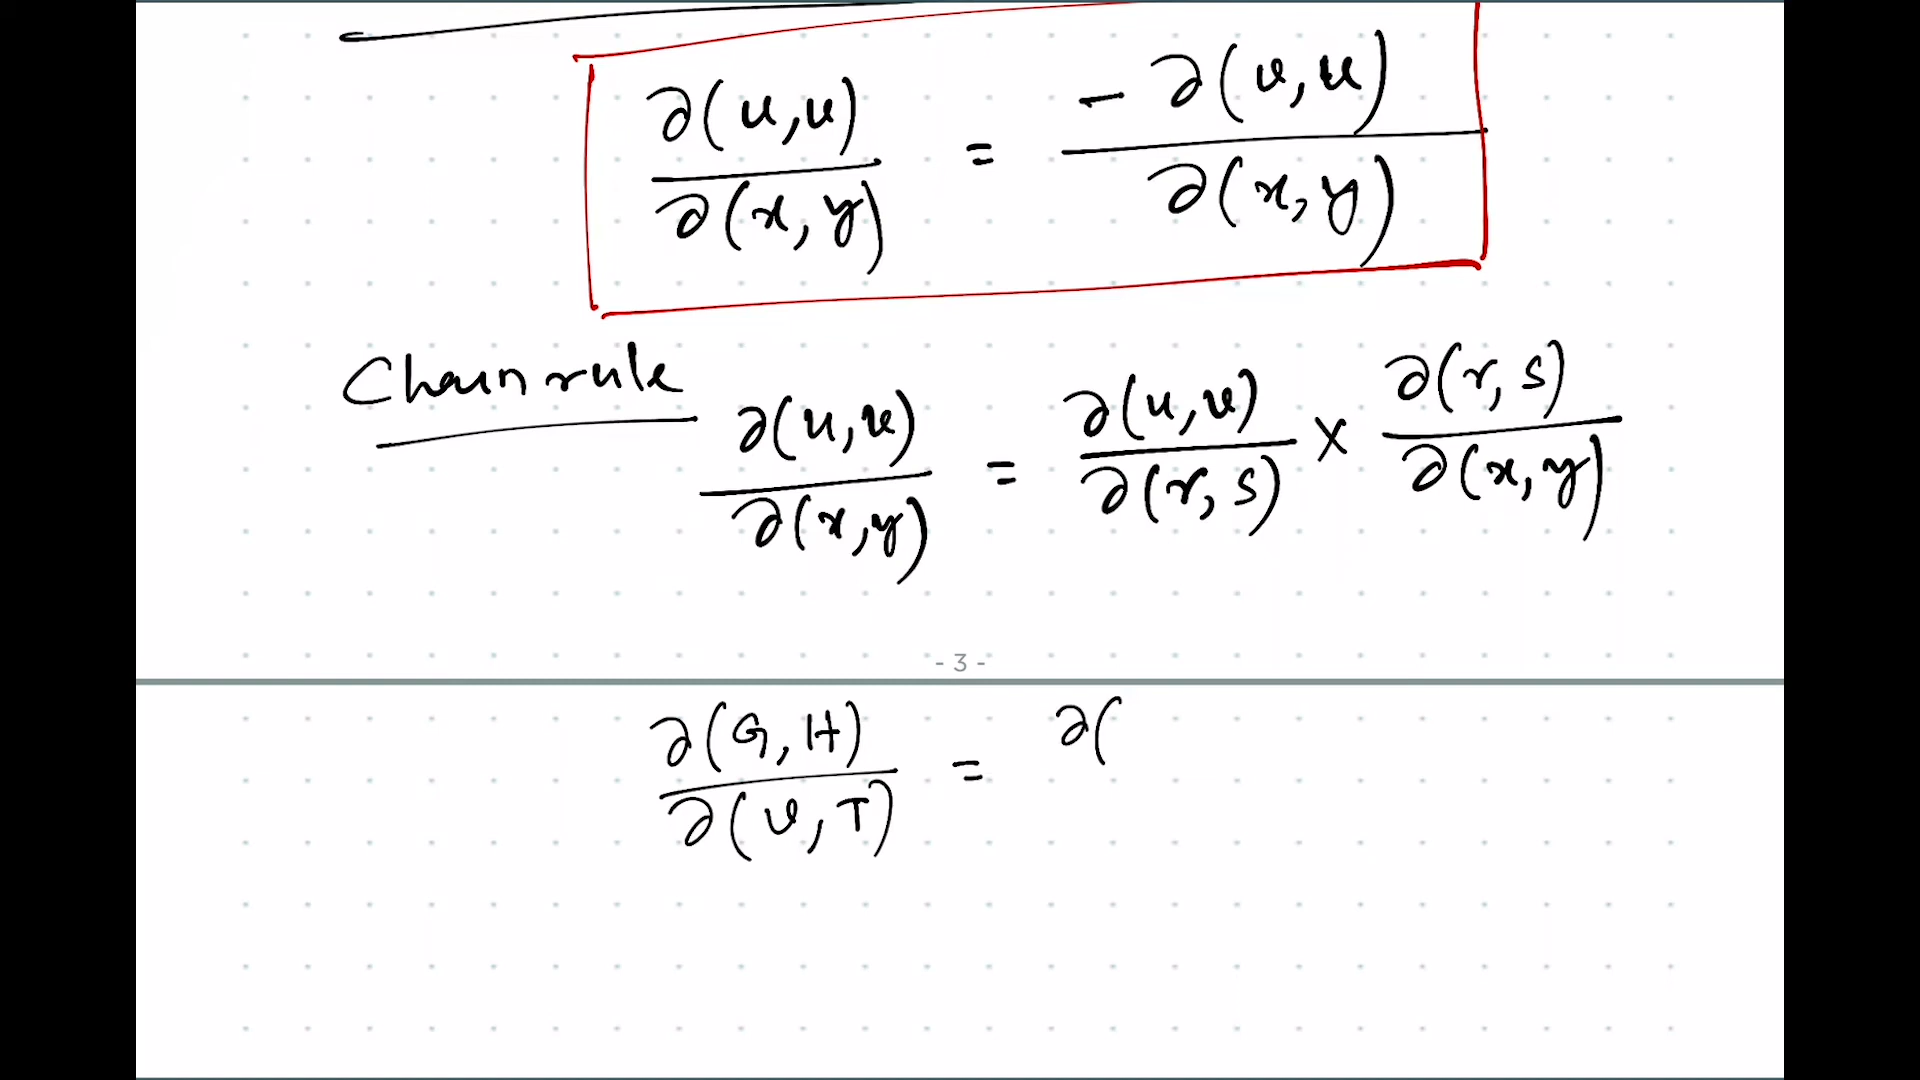 ∂(u,v)/∂(x,y) = -∂(v,u)/∂(x,y)
Chain rule
∂(u,v)/∂(x,y) = ∂(u,v)/∂(r,s) × ∂(r,s)/∂(x,y)
- 3 -
∂(G,H)/∂(v,T) = ∂(